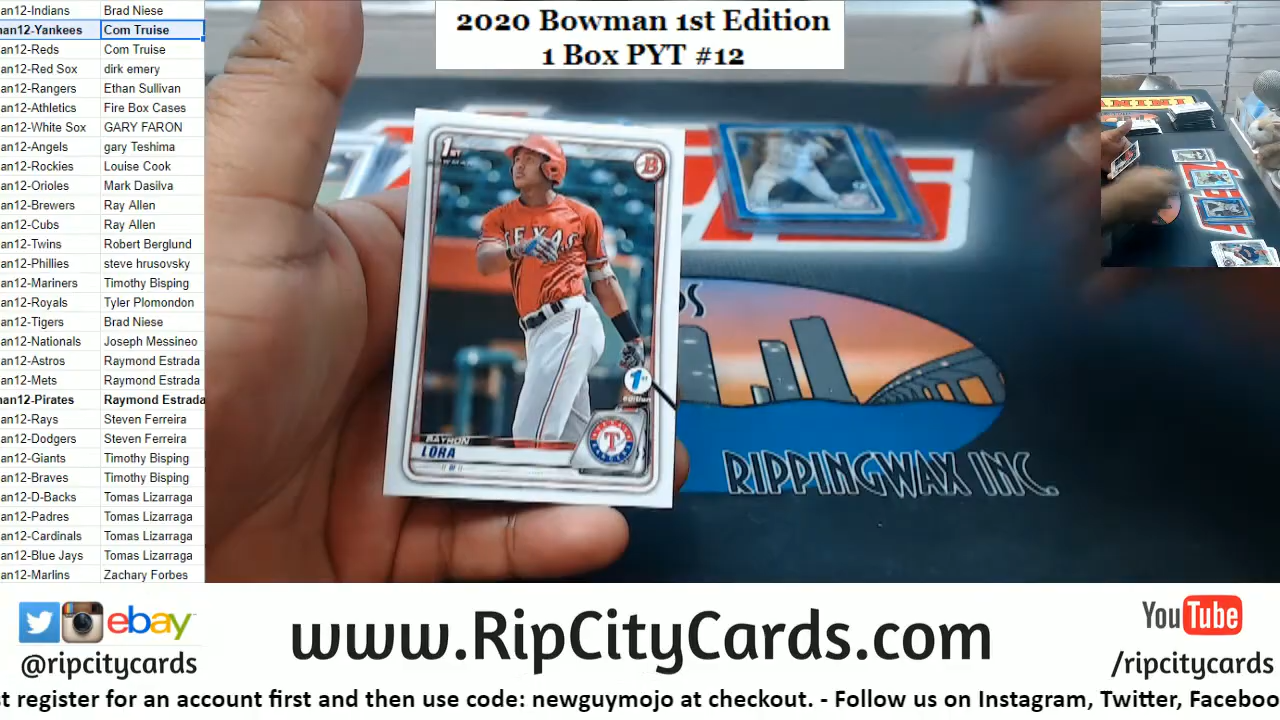 an12-Indians Brad Niese
nan12-Yankees Com Truise
an12-Reds Com Truise
an12-Red Sox dirk emery
an12-Rangers Ethan Sullivan
an12-Athletics Fire Box Cases
an12-White Sox GARY FARON
an12-Angels gary Teshima
an12-Rockies Louise Cook
an12-Orioles Mark Dasilva
an12-Brewers Ray Allen
an12-Cubs Ray Allen
an12-Twins Robert Berglund
an12-Phillies steve hrusovsky
an12-Mariners Timothy Bisping
an12-Royals Tyler Plomondon
an12-Tigers Brad Niese
an12-Nationals Joseph Messineo
an12-Astros Raymond Estrada
an12-Mets Raymond Estrada
nan12-Pirates Raymond Estrada
an12-Rays Steven Ferreira
an12-Dodgers Steven Ferreira
an12-Giants Timothy Bisping
an12-Braves Timothy Bisping
an12-D-Backs Tomas Lizarraga
an12-Padres Tomas Lizarraga
an12-Cardinals Tomas Lizarraga
an12-Blue Jays Tomas Lizarraga
an12-Marlins Zachary Forbes
2020 Bowman 1st Edition
1 Box PYT #12
1ST
B
TEXAS
1st
edition
RAYRON
LORA
T
RIPPINGWAX INC.
PANINI
ebay
@ripcitycards
www.RipCityCards.com
YouTube
/ripcitycards
st register for an account first and then use code: newguymojo at checkout. - Follow us on Instagram, Twitter, Faceboo